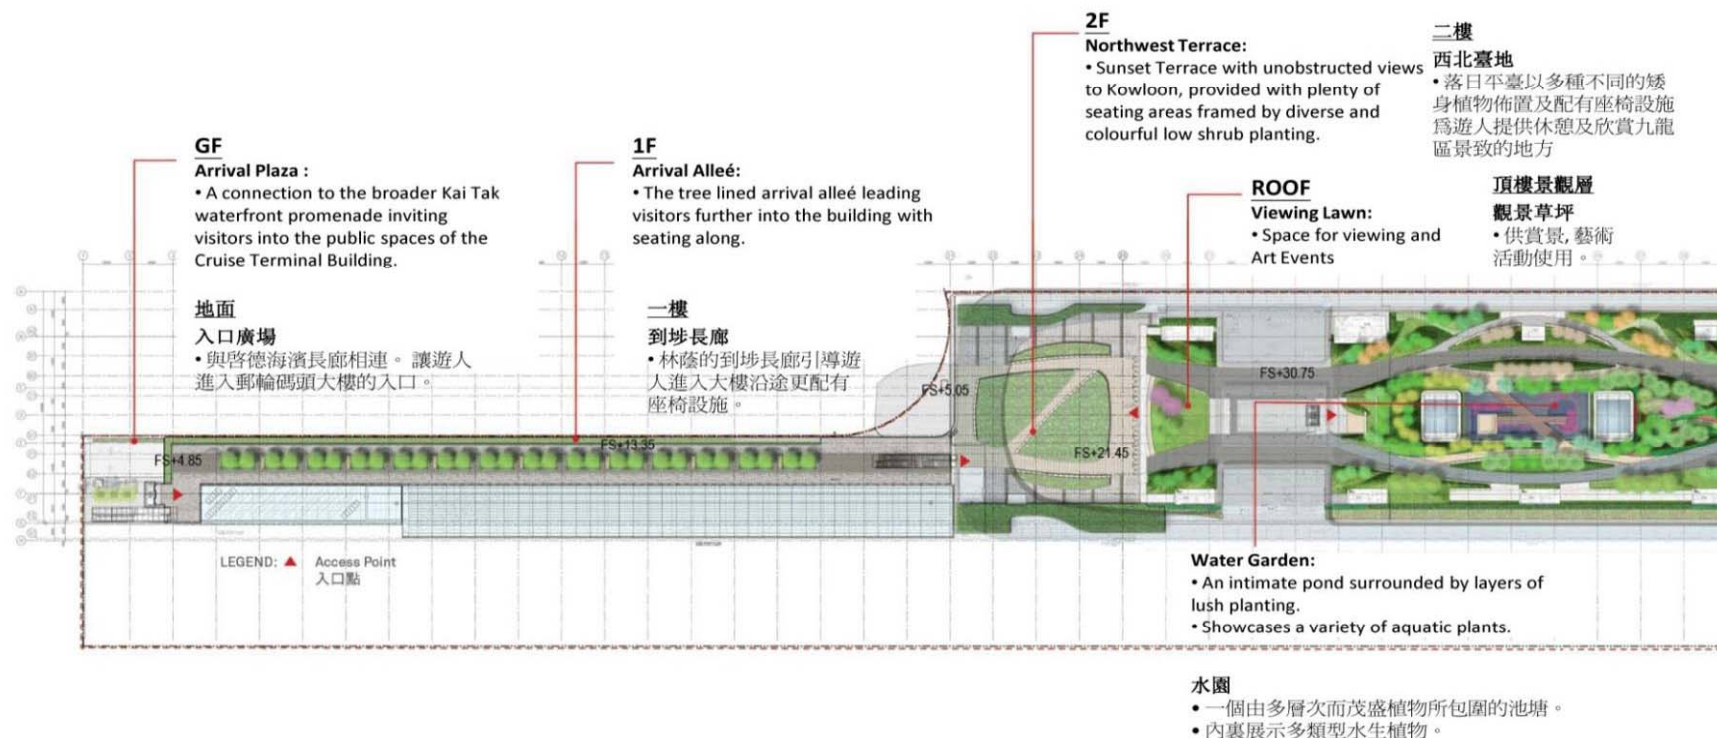 GF
Arrival Plaza :
• A connection to the broader Kai Tak
waterfront promenade inviting
visitors into the public spaces of the
Cruise Terminal Building.
地面
入口廣場
• 與啓德海濱長廊相連。 讓遊人
進入郵輪碼頭大樓的入口。
1F
Arrival Alleé:
• The tree lined arrival alleé leading
visitors further into the building with
seating along.
一樓
到埗長廊
• 林蔭的到埗長廊引導遊
人進入大樓沿途更配有
座椅設施。
2F
Northwest Terrace:
• Sunset Terrace with unobstructed views
to Kowloon, provided with plenty of
seating areas framed by diverse and
colourful low shrub planting.
二樓
西北臺地
• 落日平臺以多種不同的矮
身植物佈置及配有座椅設施
爲遊人提供休憩及欣賞九龍
區景致的地方
ROOF
Viewing Lawn:
• Space for viewing and
Art Events
頂樓景觀層
觀景草坪
• 供賞景, 藝術
活動使用。
FS+4.85
FS+13.35
FS+5.05
FS+21.45
FS+30.75
LEGEND: ▲ Access Point
入口點
Water Garden:
• An intimate pond surrounded by layers of
lush planting.
• Showcases a variety of aquatic plants.
水園
• 一個由多層次而茂盛植物所包圍的池塘。
• 內裏展示多類型水生植物。